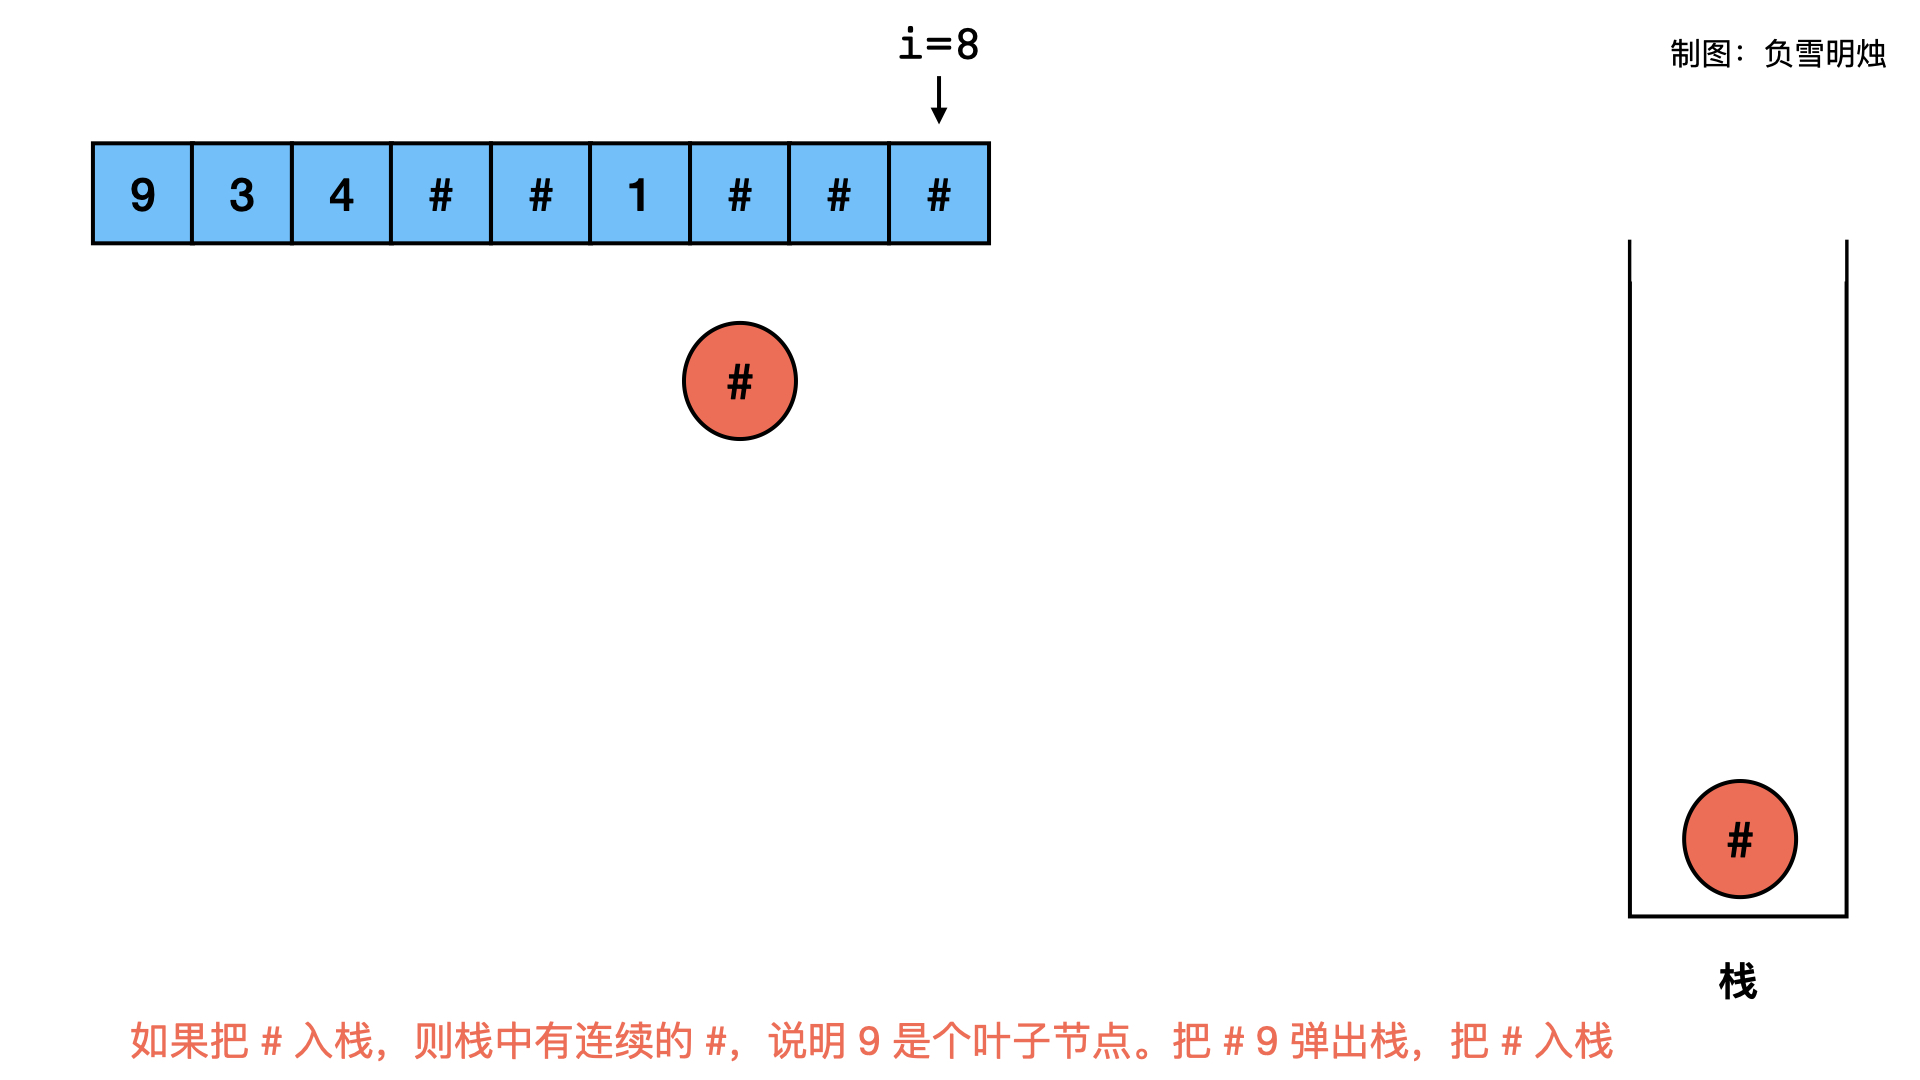 i=8
制图：负雪明烛
9 3 4 # # 1 # # #
#
#
栈
如果把 # 入栈，则栈中有连续的 #，说明 9 是个叶子节点。把 # 9 弹出栈，把 # 入栈